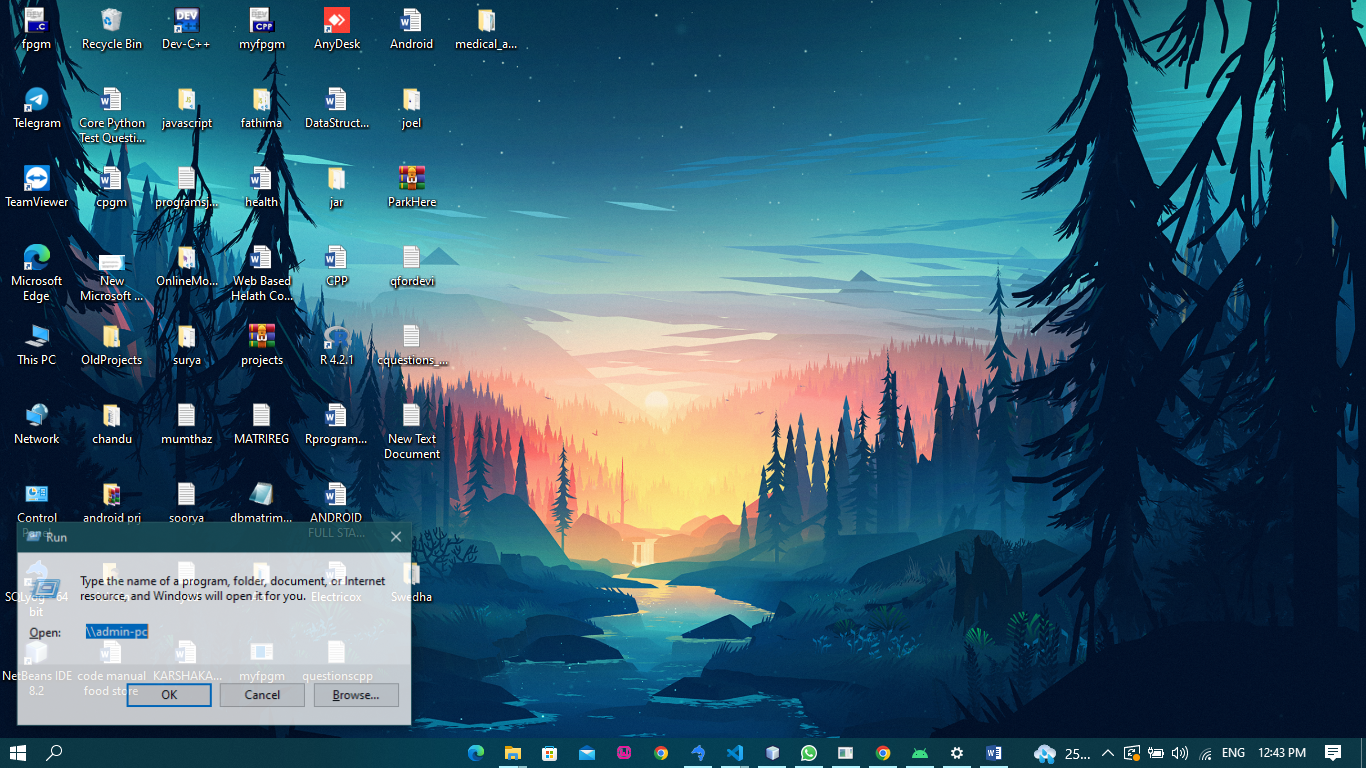 fpgm
Recycle Bin
Dev-C++
myfpgm
AnyDesk
Android
medical_a...
Telegram
Core Python
Test Questi...
javascript
fathima
DataStruct...
joel
TeamViewer
cpgm
programsj...
health
jar
ParkHere
Microsoft
Edge
New
Microsoft ...
OnlineMo...
Web Based
Helath Co...
CPP
qfordevi
This PC
OldProjects
surya
projects
R 4.2.1
cquestions_...
Network
chandu
mumthaz
MATRIREG
Rprogram...
New Text
Document
Control
android prj
soorya
dbmatrim...
ANDROID
FULL STA...
Run
Type the name of a program, folder, document, or Internet
resource, and Windows will open it for you.
Electricox
Swedha
bit
Open:
\\admin-pc
NetBeans IDE
8.2
code manual
food store
KARSHAKA...
myfpgm
questionscpp
OK
Cancel
Browse...
25...
ENG
12:43 PM